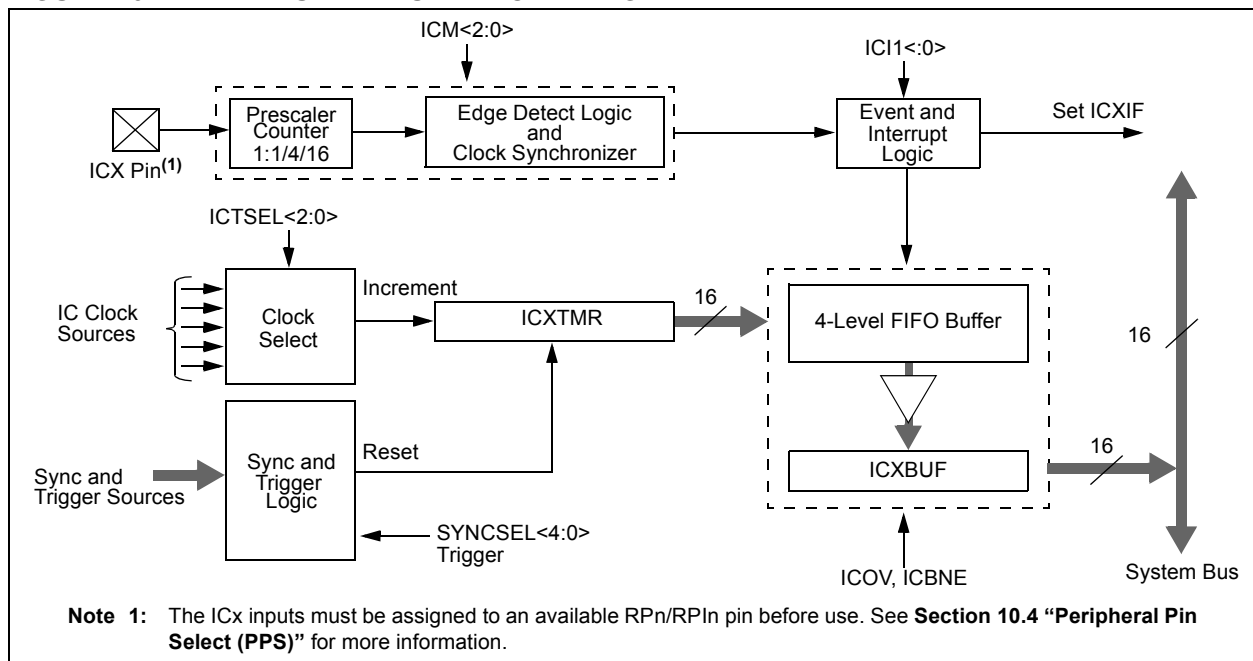 ICM<2:0>
ICI1<:0>
Prescaler
Counter
1:1/4/16
Edge Detect Logic
and
Clock Synchronizer
Event and
Interrupt
Logic
Set ICXIF
ICX Pin(1)
ICTSEL<2:0>
IC Clock
Sources
Clock
Select
Increment
ICXTMR
16
4-Level FIFO Buffer
16
Sync and
Trigger Sources
Sync and
Trigger
Logic
Reset
ICXBUF
16
SYNCSEL<4:0>
Trigger
ICOV, ICBNE
System Bus
Note 1: The ICx inputs must be assigned to an available RPn/RPIn pin before use. See Section 10.4 “Peripheral Pin
Select (PPS)” for more information.